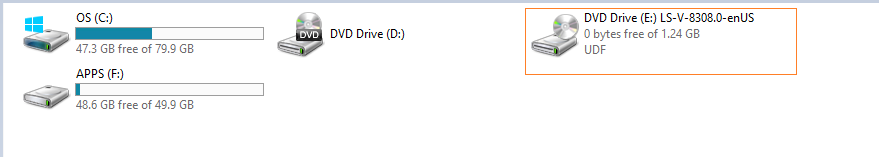 OS (C:)
47.3 GB free of 79.9 GB
DVD
DVD Drive (D:)
DVD Drive (E:) LS-V-8308.0-enUS
0 bytes free of 1.24 GB
UDF
APPS (F:)
48.6 GB free of 49.9 GB